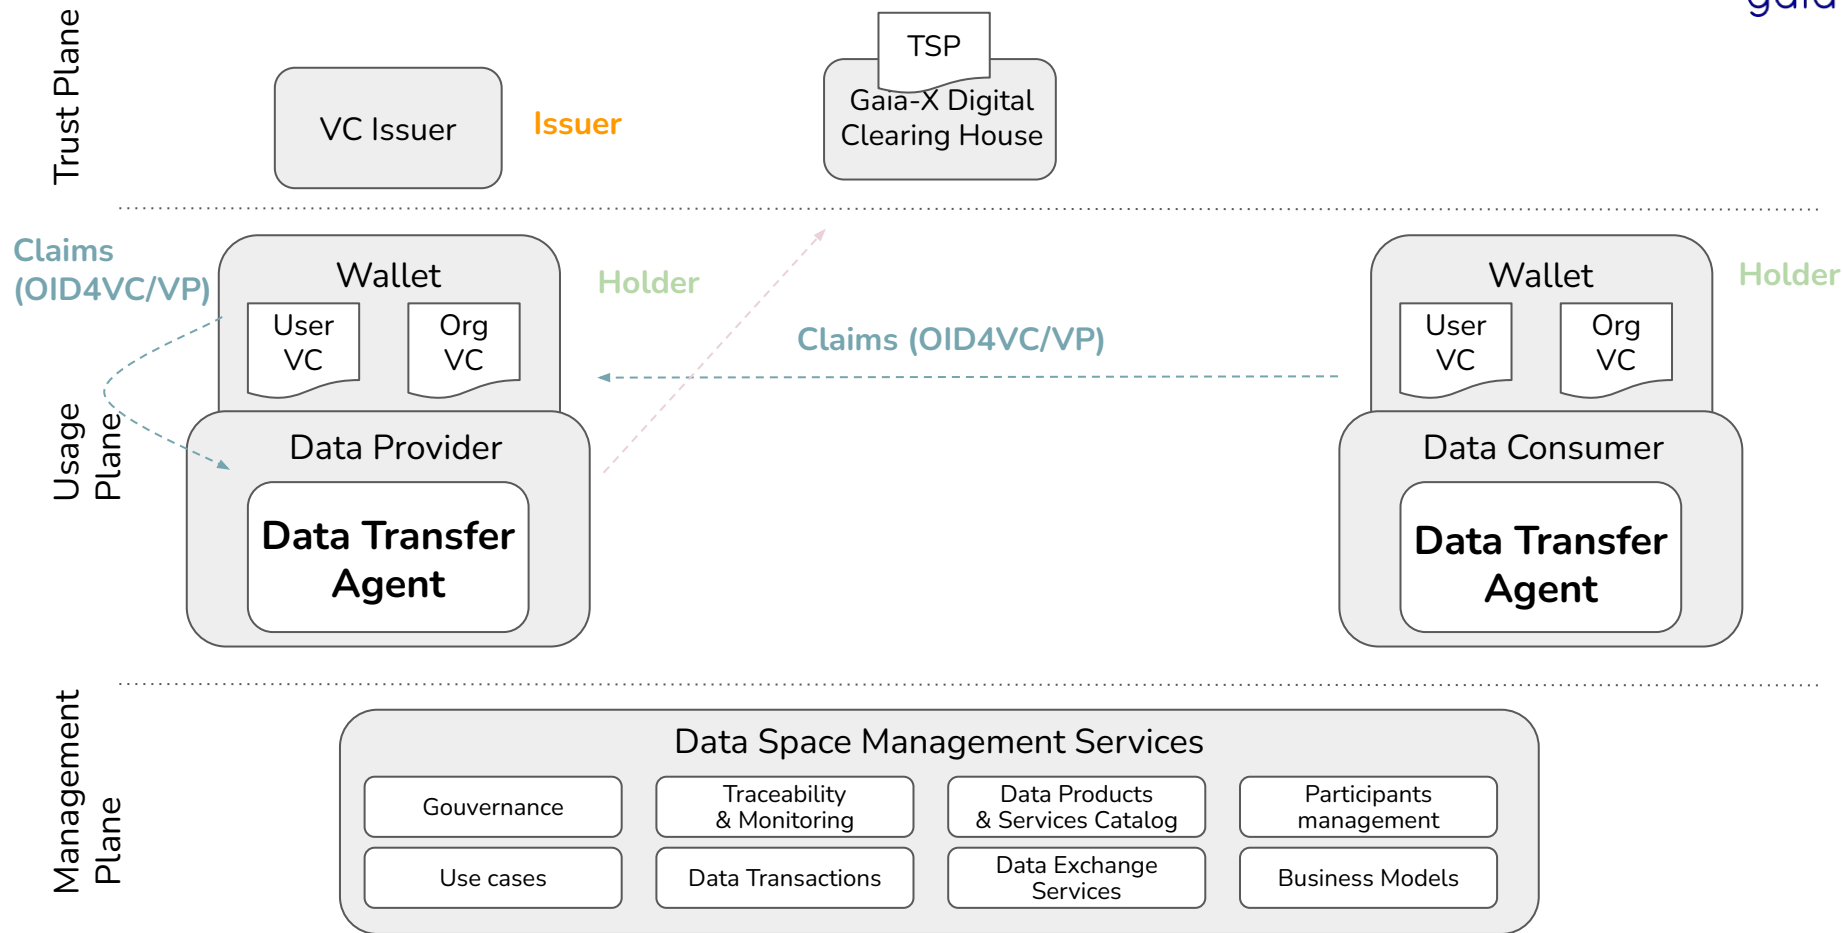 Trust Plane
VC Issuer
Issuer
TSP
Gaia-X Digital
Clearing House
Claims
(OID4VC/VP)
Usage
Plane
Wallet
User
VC
Org
VC
Holder
Data Provider
Data Transfer
Agent
Claims (OID4VC/VP)
Wallet
User
VC
Org
VC
Holder
Data Consumer
Data Transfer
Agent
Management
Plane
Data Space Management Services
Gouvernance
Traceability
& Monitoring
Data Products
& Services Catalog
Participants
management
Use cases
Data Transactions
Data Exchange
Services
Business Models